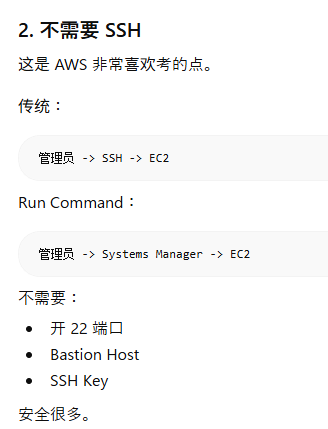 2. 不需要 SSH
这是 AWS 非常喜欢考的点。
传统：
管理员 -> SSH -> EC2
Run Command：
管理员 -> Systems Manager -> EC2
不需要：
• 开 22 端口
• Bastion Host
• SSH Key
安全很多。